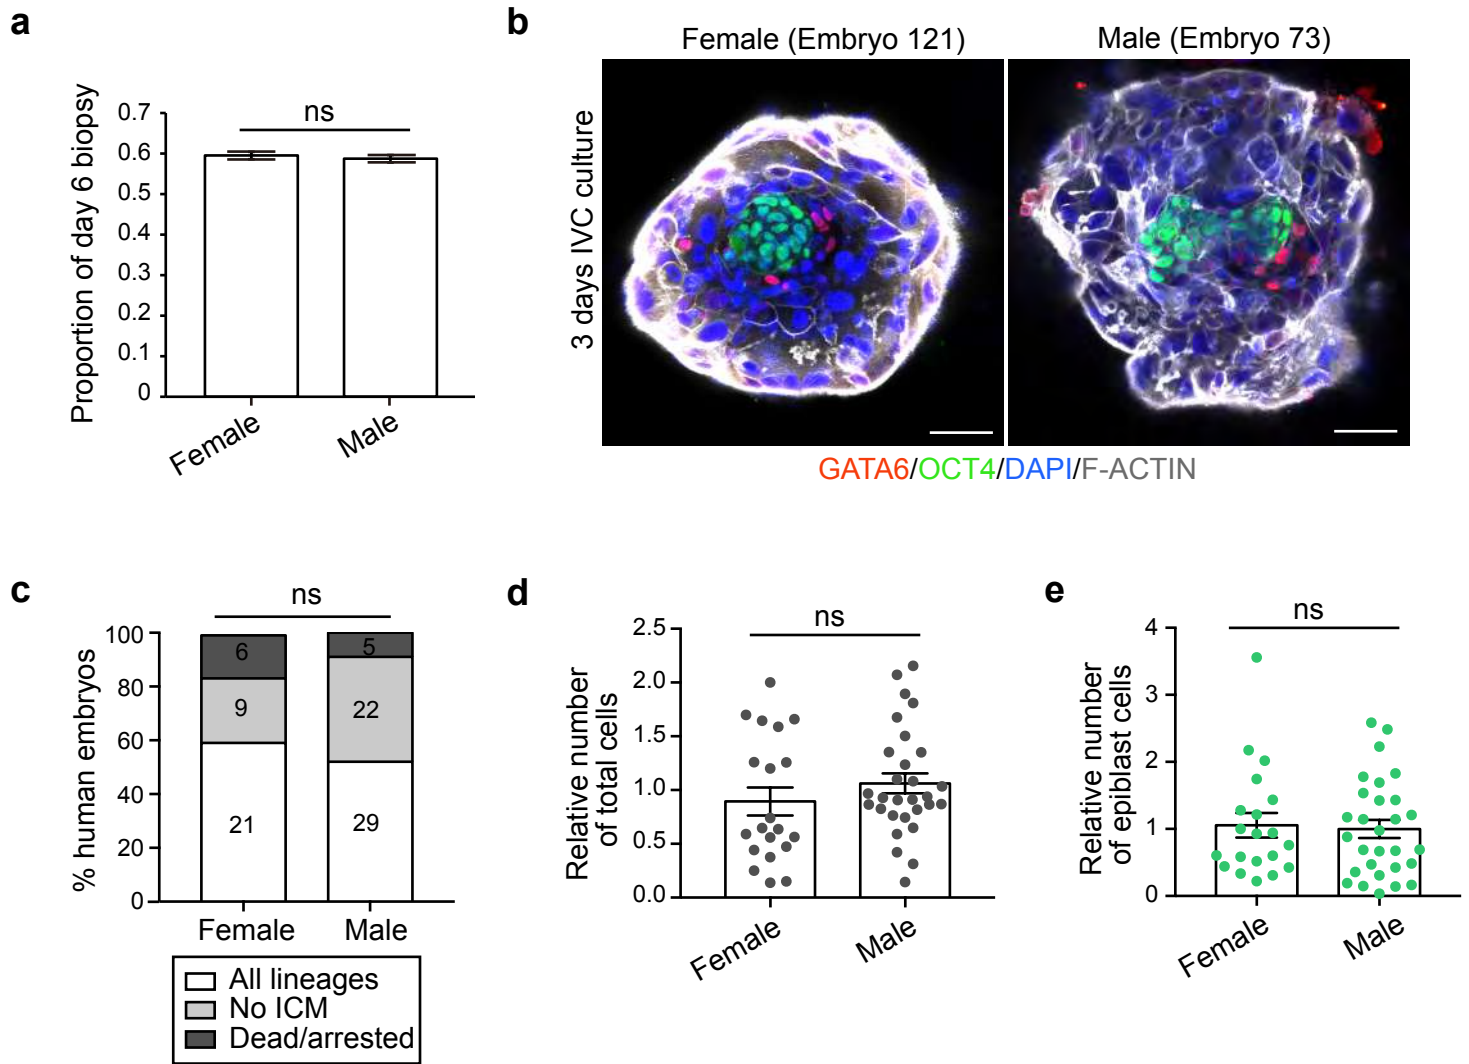 a
Proportion of day 6 biopsy
0.7
0.6
0.5
0.4
0.3
0.2
0.1
0
ns
Female
Male
b
Female (Embryo 121)
Male (Embryo 73)
3 days IVC culture
GATA6/OCT4/DAPI/F-ACTIN
c
% human embryos
100
80
60
40
20
0
ns
6
9
21
5
22
29
Female
Male
All lineages
No ICM
Dead/arrested
d
Relative number
of total cells
2.5
2.0
1.5
1.0
0.5
0.0
ns
Female
Male
e
Relative number
of epiblast cells
4
3
2
1
0
ns
Female
Male